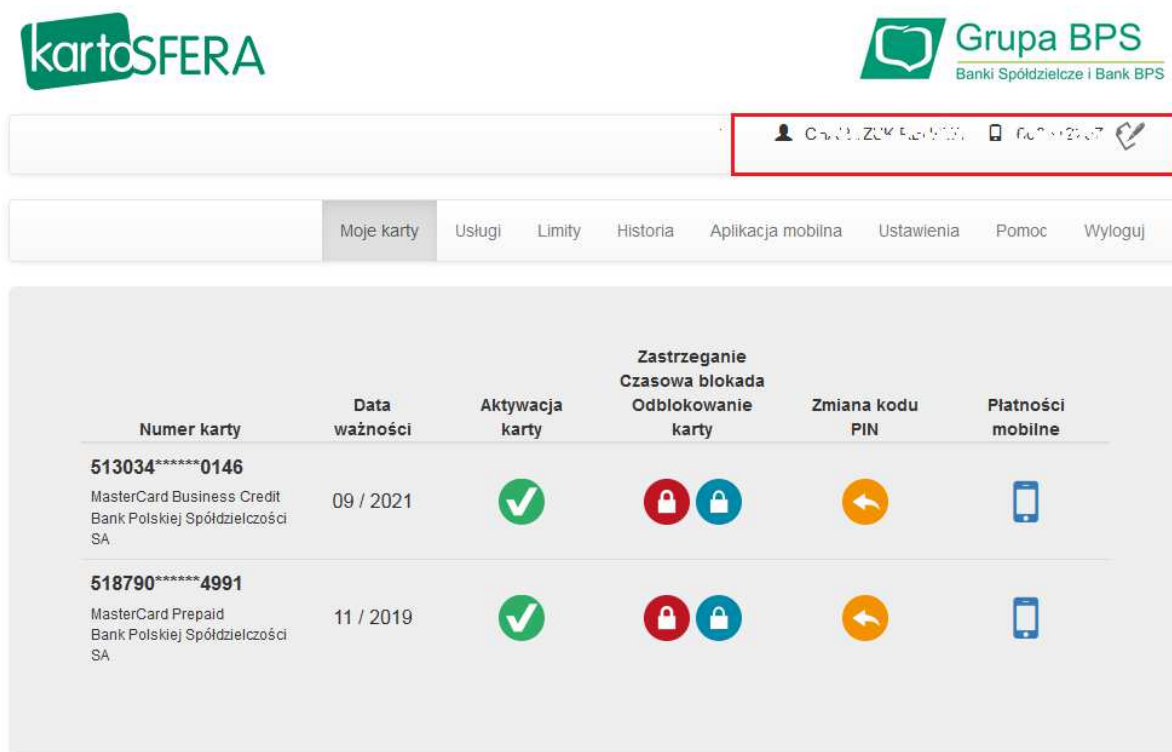 kartoSFERA
Grupa BPS
Banki Spółdzielcze i Bank BPS
Moje karty Usługi Limity Historia Aplikacja mobilna Ustawienia Pomoc Wyloguj
Numer karty
Data
ważności
Aktywacja
karty
Zastrzeganie
Czasowa blokada
Odblokowanie
karty
Zmiana kodu
PIN
Płatności
mobilne
513034******0146
MasterCard Business Credit
Bank Polskiej Spółdzielczości
SA
09 / 2021
518790******4991
MasterCard Prepaid
Bank Polskiej Spółdzielczości
SA
11 / 2019